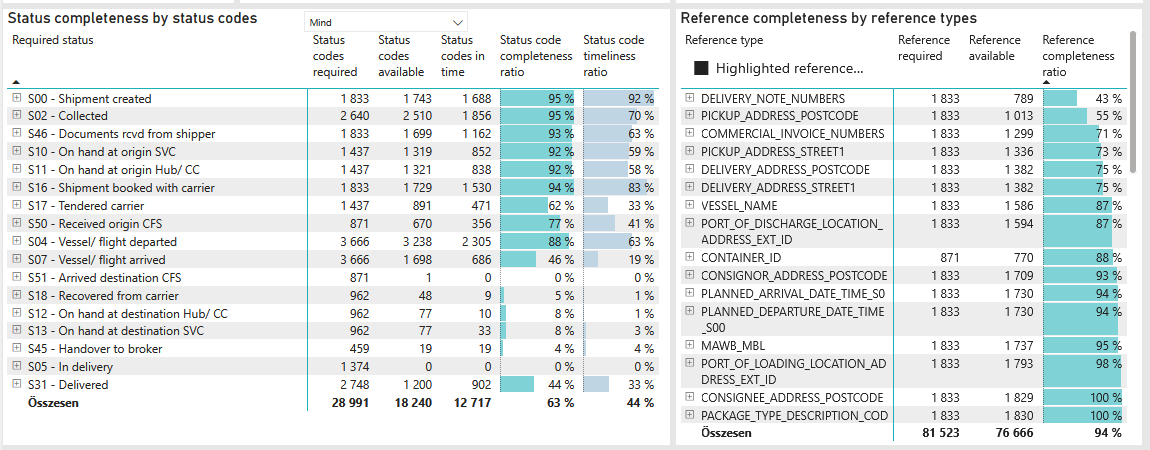 Status completeness by status codes
Mind
Required status Status codes required Status codes available Status codes in time Status code completeness ratio Status code timeliness ratio
S00 - Shipment created 1 833 1 743 1 688 95 % 92 %
S02 - Collected 2 640 2 510 1 856 95 % 70 %
S46 - Documents rcvd from shipper 1 833 1 699 1 162 93 % 63 %
S10 - On hand at origin SVC 1 437 1 319 852 92 % 59 %
S11 - On hand at origin Hub/ CC 1 437 1 321 838 92 % 58 %
S16 - Shipment booked with carrier 1 833 1 729 1 530 94 % 83 %
S17 - Tendered carrier 1 437 891 471 62 % 33 %
S50 - Received origin CFS 871 670 356 77 % 41 %
S04 - Vessel/ flight departed 3 666 3 238 2 305 88 % 63 %
S07 - Vessel/ flight arrived 3 666 1 698 686 46 % 19 %
S51 - Arrived destination CFS 871 1 0 0 % 0 %
S18 - Recovered from carrier 962 48 9 5 % 1 %
S12 - On hand at destination Hub/ CC 962 77 10 8 % 1 %
S13 - On hand at destination SVC 962 77 33 8 % 3 %
S45 - Handover to broker 459 19 19 4 % 4 %
S05 - In delivery 1 374 0 0 0 % 0 %
S31 - Delivered 2 748 1 200 902 44 % 33 %
Összesen 28 991 18 240 12 717 63 % 44 %
Reference completeness by reference types
Reference type Reference required Reference available Reference completeness ratio
Highlighted reference...
DELIVERY_NOTE_NUMBERS 1 833 789 43 %
PICKUP_ADDRESS_POSTCODE 1 833 1 013 55 %
COMMERCIAL_INVOICE_NUMBERS 1 833 1 299 71 %
PICKUP_ADDRESS_STREET1 1 833 1 336 73 %
DELIVERY_ADDRESS_POSTCODE 1 833 1 382 75 %
DELIVERY_ADDRESS_STREET1 1 833 1 382 75 %
VESSEL_NAME 1 833 1 586 87 %
PORT_OF_DISCHARGE_LOCATION_ 1 833 1 594 87 %
ADDRESS_EXT_ID
CONTAINER_ID 871 770 88 %
CONSIGNOR_ADDRESS_POSTCODE 1 833 1 709 93 %
PLANNED_ARRIVAL_DATE_TIME_S0 1 833 1 730 94 %
PLANNED_DEPARTURE_DATE_TIME 1 833 1 730 94 %
_S00
MAWB_MBL 1 833 1 737 95 %
PORT_OF_LOADING_LOCATION_AD 1 833 1 793 98 %
DRESS_EXT_ID
CONSIGNEE_ADDRESS_POSTCODE 1 833 1 829 100 %
PACKAGE_TYPE_DESCRIPTION_COD 1 833 1 830 100 %
Összesen 81 523 76 666 94 %